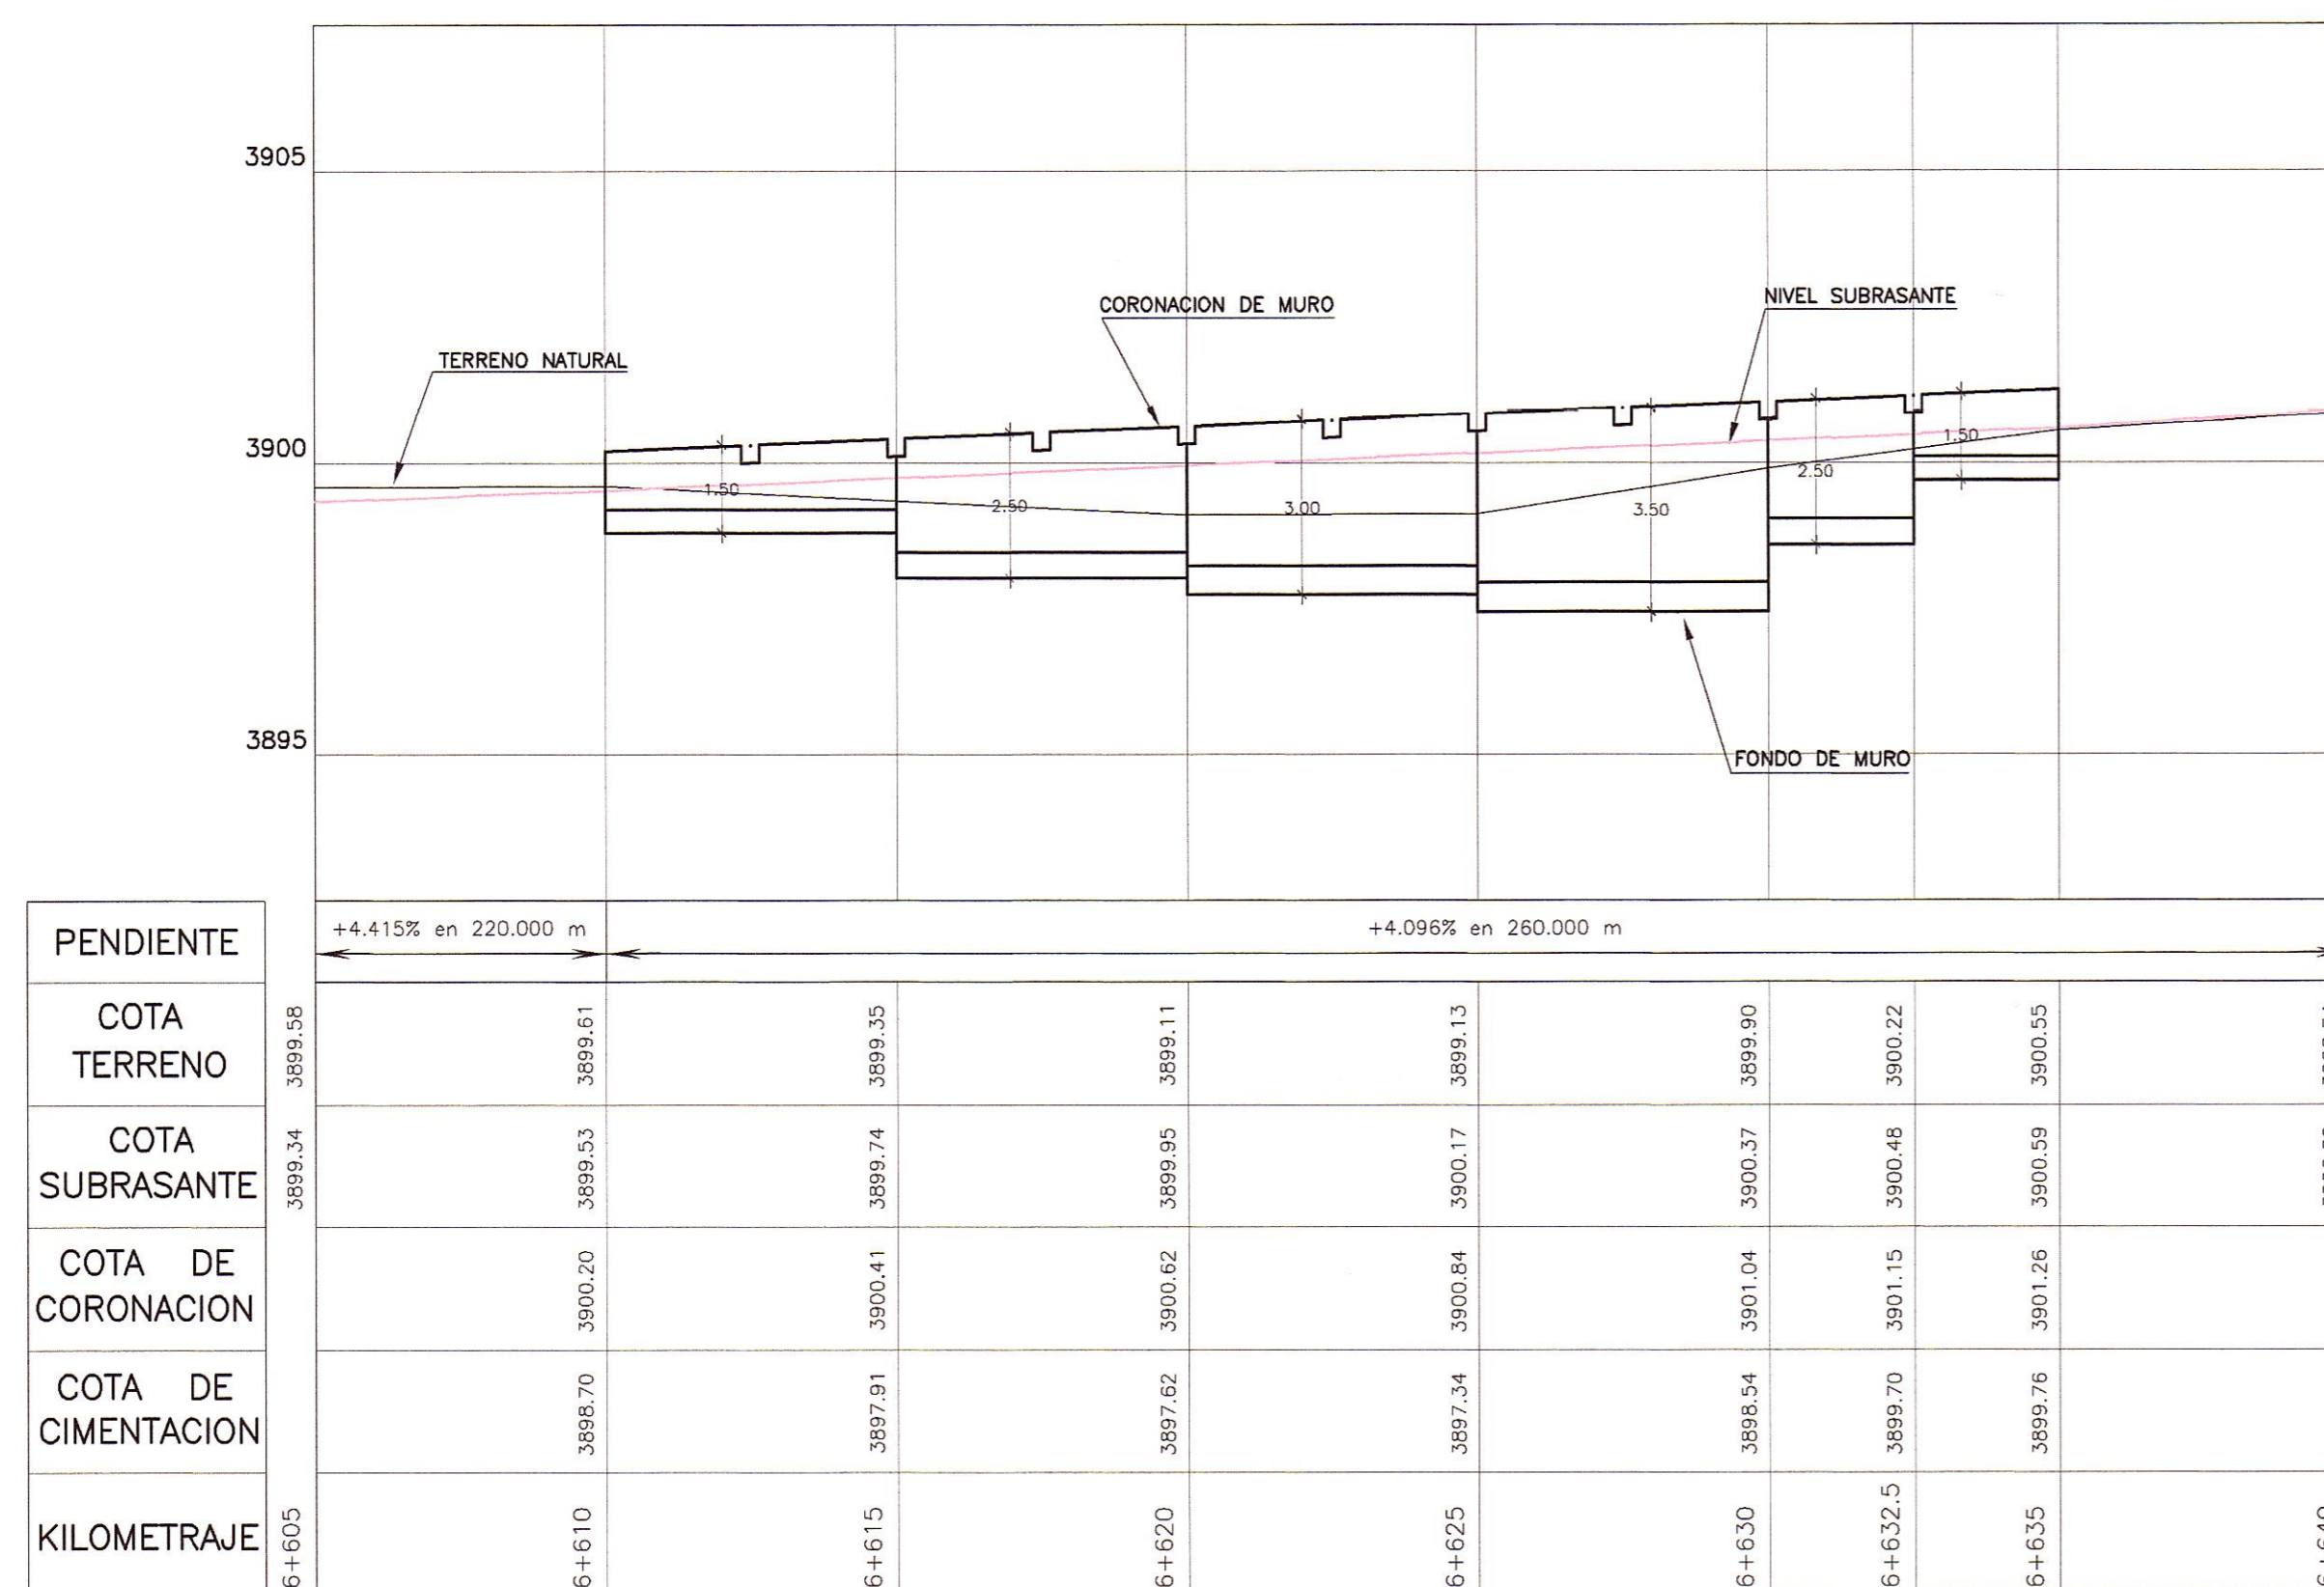 3905
CORONACION DE MURO
NIVEL SUBRASANTE
TERRENO NATURAL
3900
1.50
2.50
3.00
3.50
2.50
1.50
3895
FONDO DE MURO
PENDIENTE
+4.415% en 220.000 m
+4.096% en 260.000 m
COTA
TERRENO
3899.58
3899.61
3899.35
3899.11
3899.13
3899.90
3900.22
3900.55
COTA
SUBRASANTE
3899.34
3899.53
3899.74
3899.95
3900.17
3900.37
3900.48
3900.59
COTA DE
CORONACION
3900.20
3900.41
3900.62
3900.84
3901.04
3901.15
3901.26
COTA DE
CIMENTACION
3898.70
3897.91
3897.62
3897.34
3898.54
3899.70
3899.76
KILOMETRAJE
6+605
6+610
6+615
6+620
6+625
6+630
6+632.5
6+635